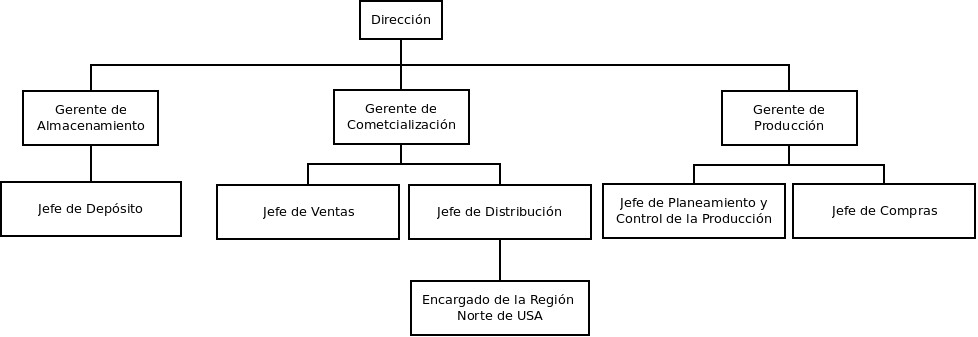 Dirección
Gerente de
Almacenamiento
Gerente de
Cometcialización
Gerente de
Producción
Jefe de Depósito
Jefe de Ventas
Jefe de Distribución
Jefe de Planeamiento y
Control de la Producción
Jefe de Compras
Encargado de la Región
Norte de USA